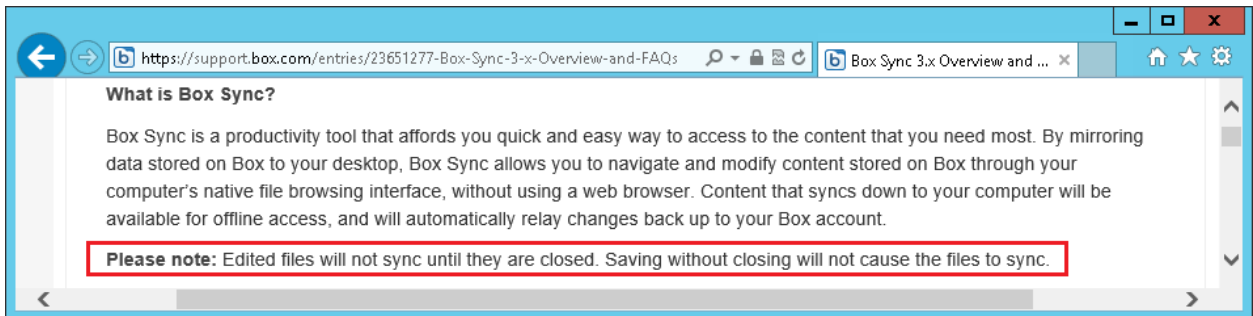 https://support.box.com/entries/23651277-Box-Sync-3-x-Overview-and-FAQs
Box Sync 3.x Overview and ...
What is Box Sync?
Box Sync is a productivity tool that affords you quick and easy way to access to the content that you need most. By mirroring
data stored on Box to your desktop, Box Sync allows you to navigate and modify content stored on Box through your
computer's native file browsing interface, without using a web browser. Content that syncs down to your computer will be
available for offline access, and will automatically relay changes back up to your Box account.
Please note: Edited files will not sync until they are closed. Saving without closing will not cause the files to sync.